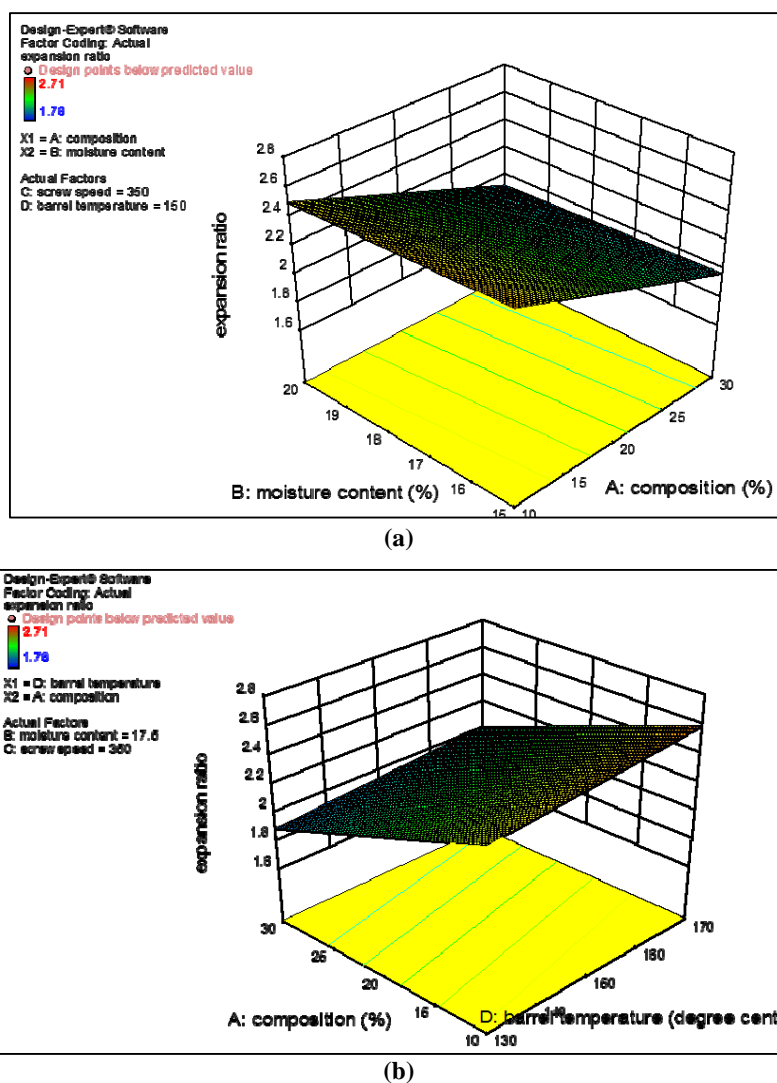 Design-Expert® Software
Factor Coding: Actual
expansion ratio
Design points below predicted value
2.71
1.78
X1 = A: composition
X2 = B: moisture content
Actual Factors
C: screw speed = 350
D: barrel temperature = 150
2.8
2.6
2.4
2.2
2
1.8
1.6
expansion ratio
20
19
18
17
16
15
10
15
20
25
30
B: moisture content (%)
A: composition (%)
(a)
Design-Expert® Software
Factor Coding: Actual
expansion ratio
Design points below predicted value
2.71
1.78
X1 = D: barrel temperature
X2 = A: composition
Actual Factors
B: moisture content = 17.5
C: screw speed = 350
2.8
2.6
2.4
2.2
2
1.8
1.6
expansion ratio
30
25
20
15
10
130
140
150
160
170
A: composition (%)
D: barrel temperature (degree cent
(b)